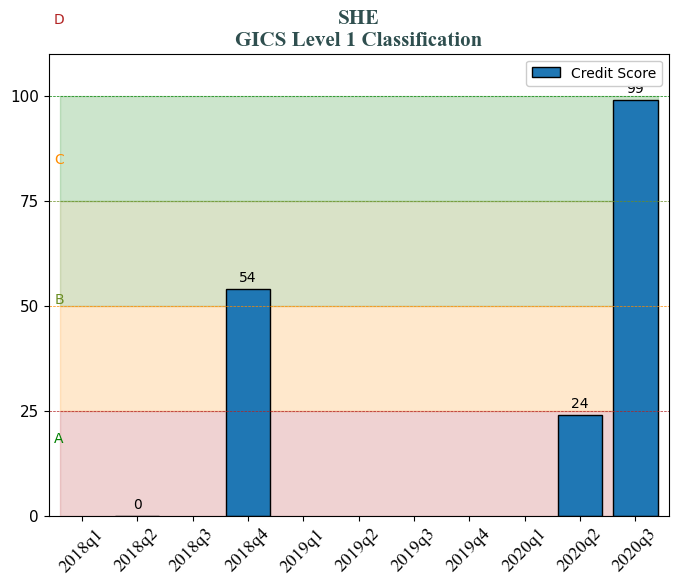 D
SHE
GICS Level 1 Classification
Credit Score
100
99
C
75
54
B
50
24
25
A
0
0
2018q1
2018q2
2018q3
2018q4
2019q1
2019q2
2019q3
2019q4
2020q1
2020q2
2020q3